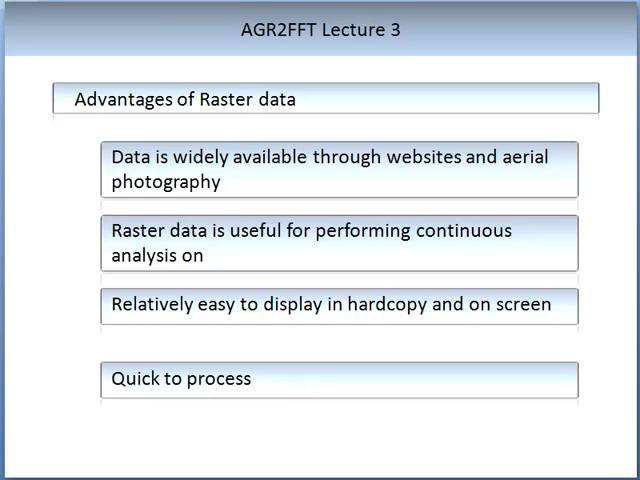 AGR2FFT Lecture 3
Advantages of Raster data
Data is widely available through websites and aerial
photography
Raster data is useful for performing continuous
analysis on
Relatively easy to display in hardcopy and on screen
Quick to process